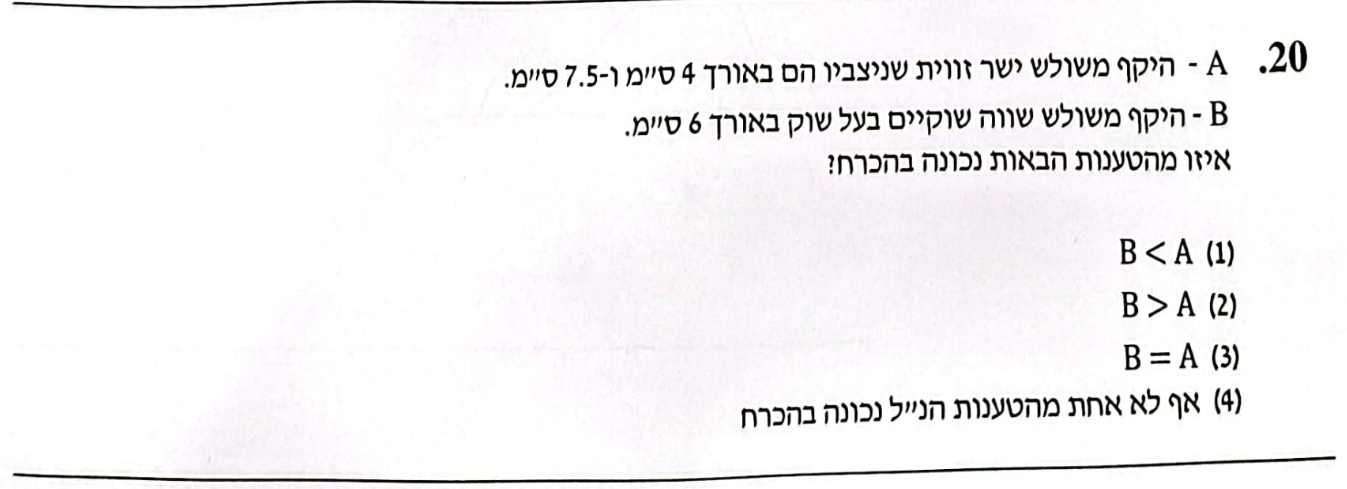 20. A - היקף משולש ישר זווית שניצביו הם באורך 4 ס״מ ו-7.5 ס״מ.
B - היקף משולש שווה שוקיים בעל שוק באורך 6 ס״מ.
איזו מהטענות הבאות נכונה בהכרח?
(1) B < A
(2) B > A
(3) B = A
(4) אף לא אחת מהטענות הנ״ל נכונה בהכרח